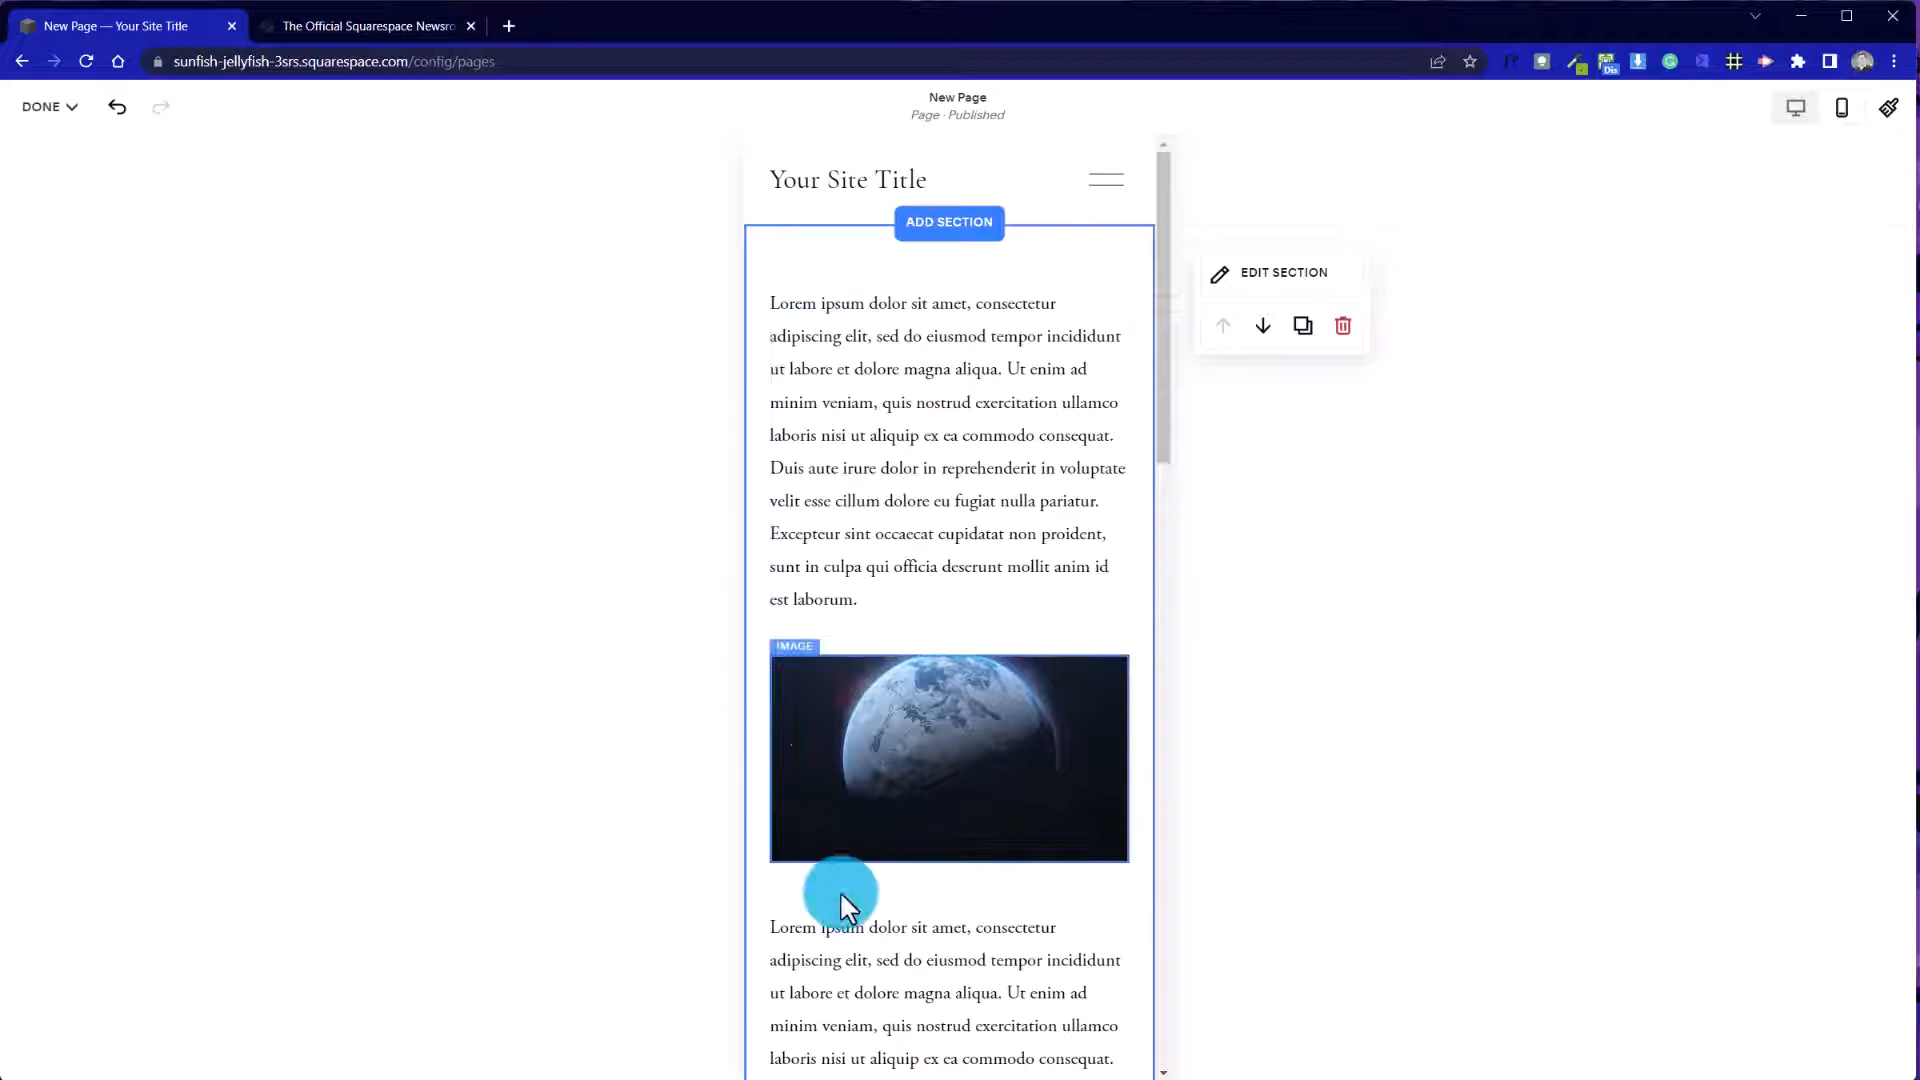 New Page — Your Site Title
The Official Squarespace Newsro
sunfish-jellyfish-3srs.squarespace.com/config/pages
Dis
DONE
New Page
Page · Published
Your Site Title
ADD SECTION
EDIT SECTION
Lorem ipsum dolor sit amet, consectetur
adipiscing elit, sed do eiusmod tempor incididunt
ut labore et dolore magna aliqua. Ut enim ad
minim veniam, quis nostrud exercitation ullamco
laboris nisi ut aliquip ex ea commodo consequat.
Duis aute irure dolor in reprehenderit in voluptate
velit esse cillum dolore eu fugiat nulla pariatur.
Excepteur sint occaecat cupidatat non proident,
sunt in culpa qui officia deserunt mollit anim id
est laborum.
IMAGE
Lorem ipsum dolor sit amet, consectetur
adipiscing elit, sed do eiusmod tempor incididunt
ut labore et dolore magna aliqua. Ut enim ad
minim veniam, quis nostrud exercitation ullamco
laboris nisi ut aliquip ex ea commodo consequat.